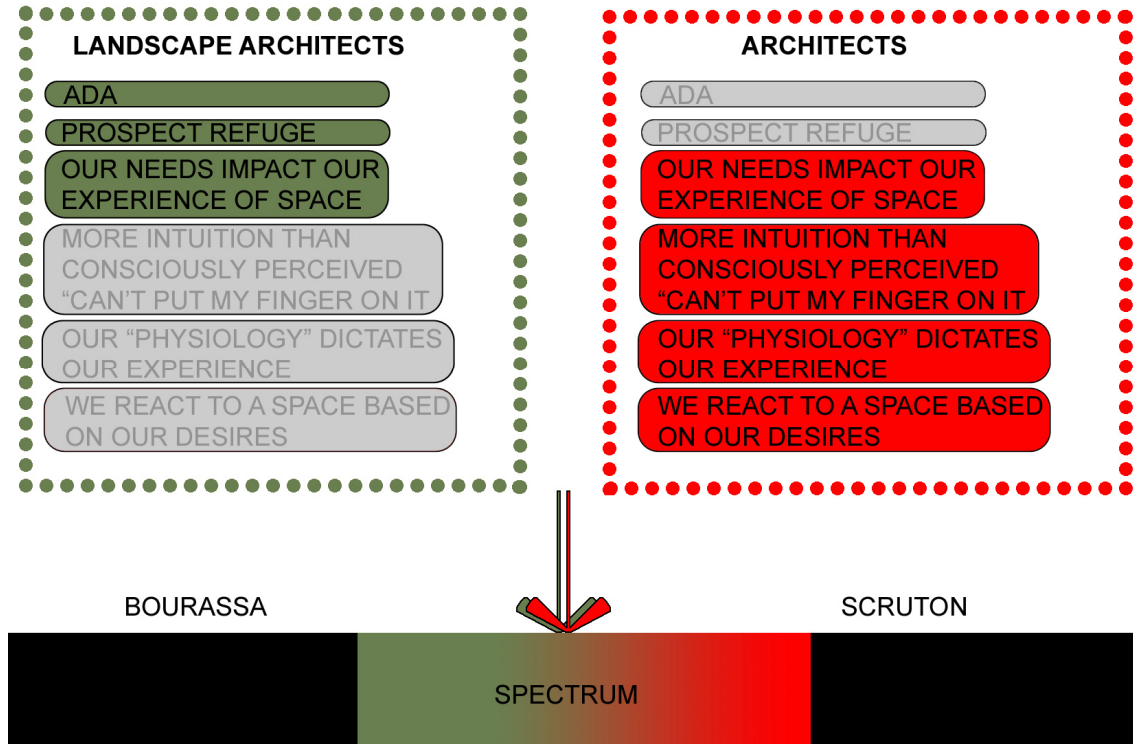 LANDSCAPE ARCHITECTS
ADA
PROSPECT REFUGE
OUR NEEDS IMPACT OUR
EXPERIENCE OF SPACE
MORE INTUITION THAN
CONSCIOUSLY PERCEIVED
“CAN’T PUT MY FINGER ON IT
OUR “PHYSIOLOGY” DICTATES
OUR EXPERIENCE
WE REACT TO A SPACE BASED
ON OUR DESIRES
ARCHITECTS
ADA
PROSPECT REFUGE
OUR NEEDS IMPACT OUR
EXPERIENCE OF SPACE
MORE INTUITION THAN
CONSCIOUSLY PERCEIVED
“CAN’T PUT MY FINGER ON IT
OUR “PHYSIOLOGY” DICTATES
OUR EXPERIENCE
WE REACT TO A SPACE BASED
ON OUR DESIRES
BOURASSA
SCRUTON
SPECTRUM